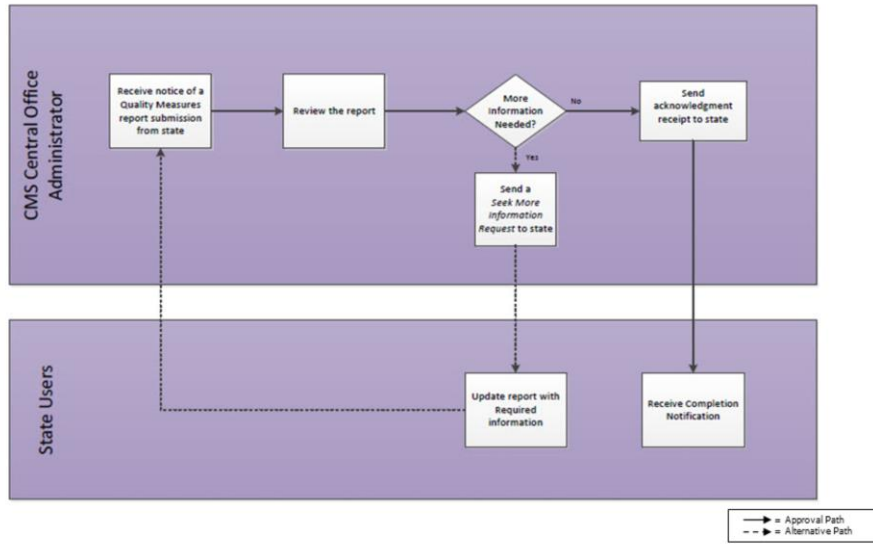 CMS Central Office
Administrator
Receive notice of a
Quality Measures
report submission
from state
Review the report
More
Information
Needed?
No
Send
acknowledgment
receipt to state
Yes
Send a
Seek More
Information
Request to state
State Users
Update report with
Required
information
Receive Completion
Notification
= Approval Path
= Alternative Path